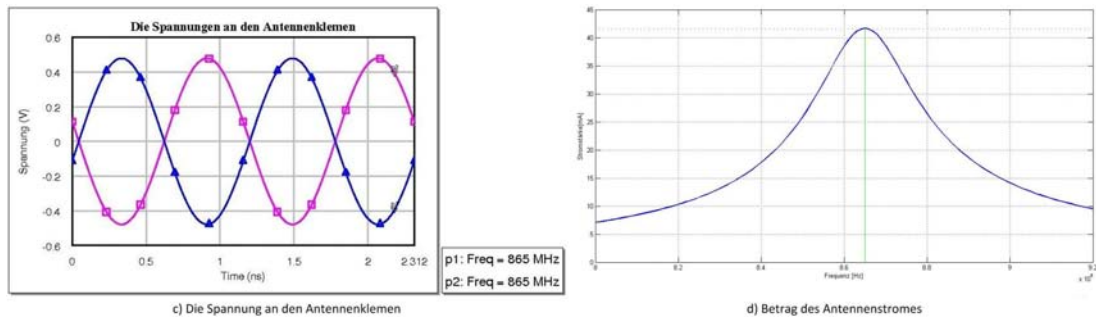 Die Spannungen an den Antennenklemen
0.6
0.4
0.2
0
-0.2
-0.4
-0.6
Spannung (V)
0 0.5 1 1.5 2 2.312
Time (ns)
p1: Freq = 865 MHz
p2: Freq = 865 MHz
c) Die Spannung an den Antennenklemen
45
40
35
30
25
20
15
10
5
0
Stromstärke[mA]
8 8.2 8.4 8.6 8.8 9 9.2
Frequenz [Hz]
d) Betrag des Antennenstromes